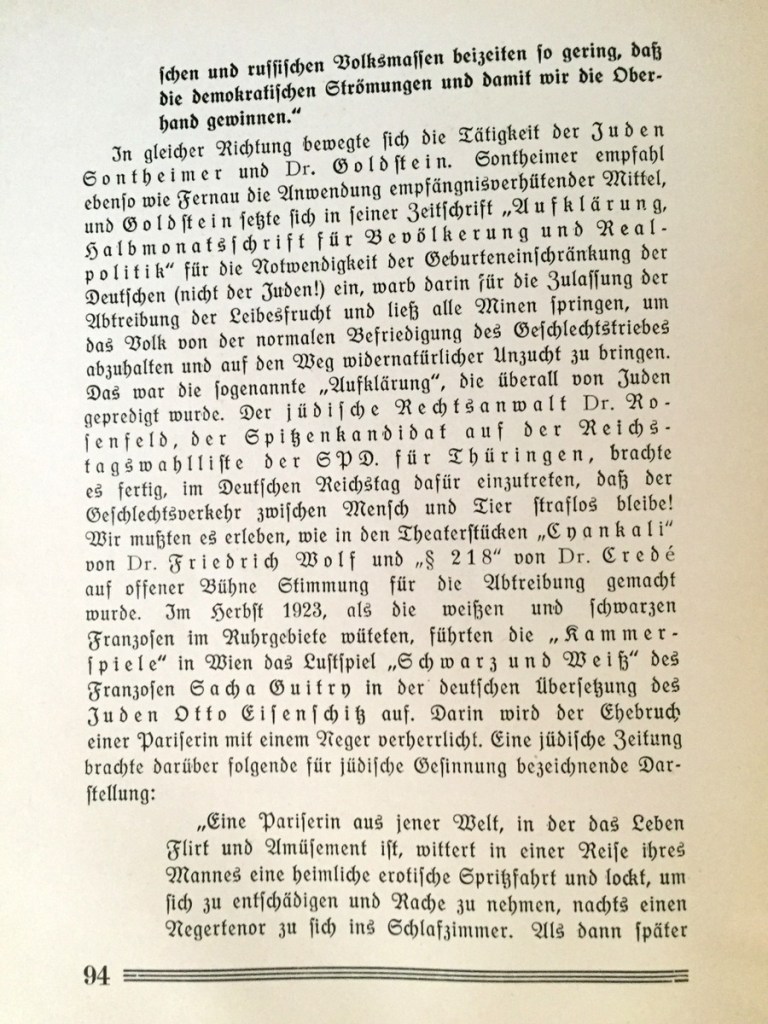 schen und russischen Volksmassen beizeiten so gering, daß
die demokratischen Strömungen und damit wir die Ober-
hand gewinnen.“
In gleicher Richtung bewegte sich die Tätigkeit der Juden
Sontheimer und Dr. Goldstein. Sontheimer empfahl
ebenso wie Fernau die Anwendung empfängnisverhütender Mittel,
und Goldstein setzte sich in seiner Zeitschrift „Aufklärung,
Halbmonatsschrift für Bevölkerung und Real-
politik“ für die Notwendigkeit der Geburteneinschränkung der
Deutschen (nicht der Juden!) ein, warb darin für die Zulassung der
Abtreibung der Leibesfrucht und ließ alle Minen springen, um
das Volk von der normalen Befriedigung des Geschlechtstriebes
abzuhalten und auf den Weg widernatürlicher Unzucht zu bringen.
Das war die sogenannte „Aufklärung“, die überall von Juden
gepredigt wurde. Der jüdische Rechtsanwalt Dr. Ro-
senfeld, der Spitzenkandidat auf der Reichs-
tagswahlliste der SPD. für Thüringen, brachte
es fertig, im Deutschen Reichstag dafür einzutreten, daß der
Geschlechtsverkehr zwischen Mensch und Tier straflos bleibe!
Wir mußten es erleben, wie in den Theaterstücken „Cyankali“
von Dr. Friedrich Wolf und „§ 218“ von Dr. Credé
auf offener Bühne Stimmung für die Abtreibung gemacht
wurde. Im Herbst 1923, als die weißen und schwarzen
Franzosen im Ruhrgebiete wüteten, führten die „Kammer-
spiele“ in Wien das Lustspiel „Schwarz und Weiß“ des
Franzosen Sacha Guitry in der deutschen Übersetzung des
Juden Otto Eisenschitz auf. Darin wird der Ehebruch
einer Pariserin mit einem Neger verherrlicht. Eine jüdische Zeitung
brachte darüber folgende für jüdische Gesinnung bezeichnende Dar-
stellung:
„Eine Pariserin aus jener Welt, in der das Leben
Flirt und Amüsement ist, wittert in einer Reise ihres
Mannes eine heimliche erotische Spritzfahrt und lockt, um
sich zu entschädigen und Rache zu nehmen, nachts einen
Negertenor zu sich ins Schlafzimmer. Als dann später
94